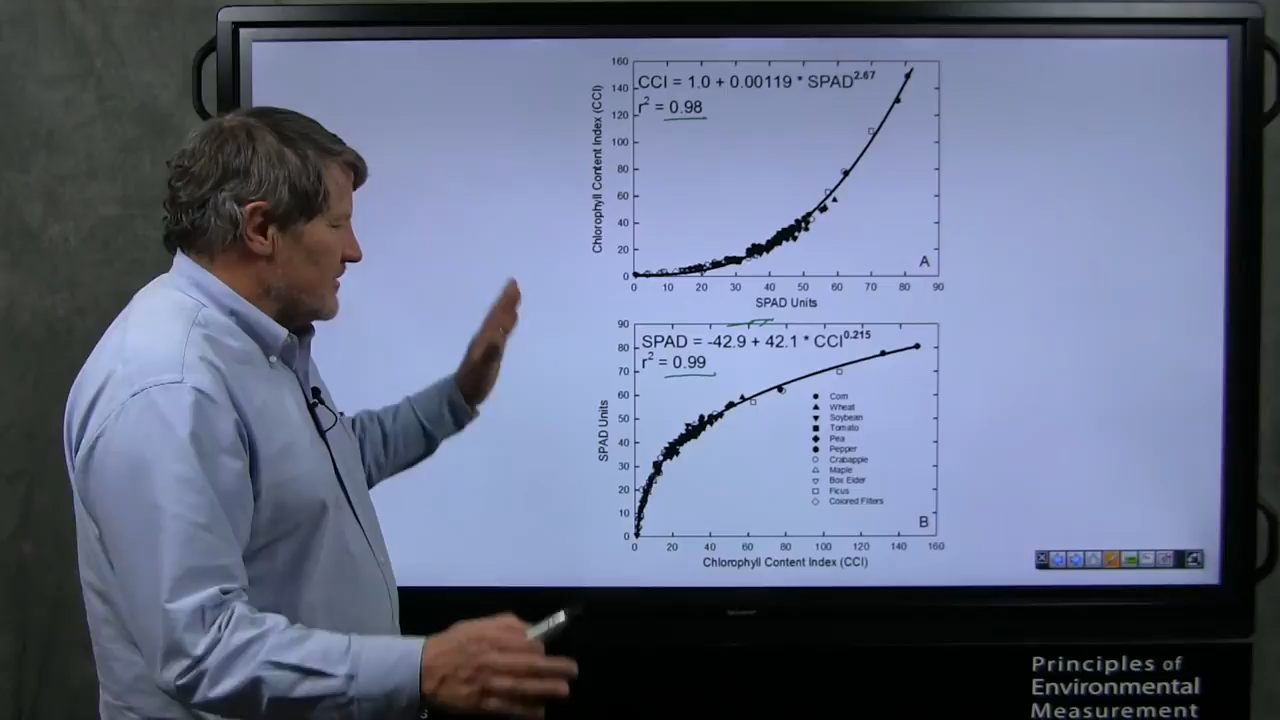 160
140
120
100
80
60
40
20
0
Chlorophyll Content Index (CCI)
CCI = 1.0 + 0.00119 * SPAD^2.67
r² = 0.98
A
0 10 20 30 40 50 60 70 80 90
SPAD Units
90
80
70
60
50
40
30
20
10
0
SPAD Units
SPAD = -42.9 + 42.1 * CCI^0.215
r² = 0.99
Corn
Wheat
Soybean
Tomato
Pea
Pepper
Crabapple
Maple
Box Elder
Ficus
Colored Filters
B
0 20 40 60 80 100 120 140 160
Chlorophyll Content Index (CCI)
Principles of
Environmental
Measurement